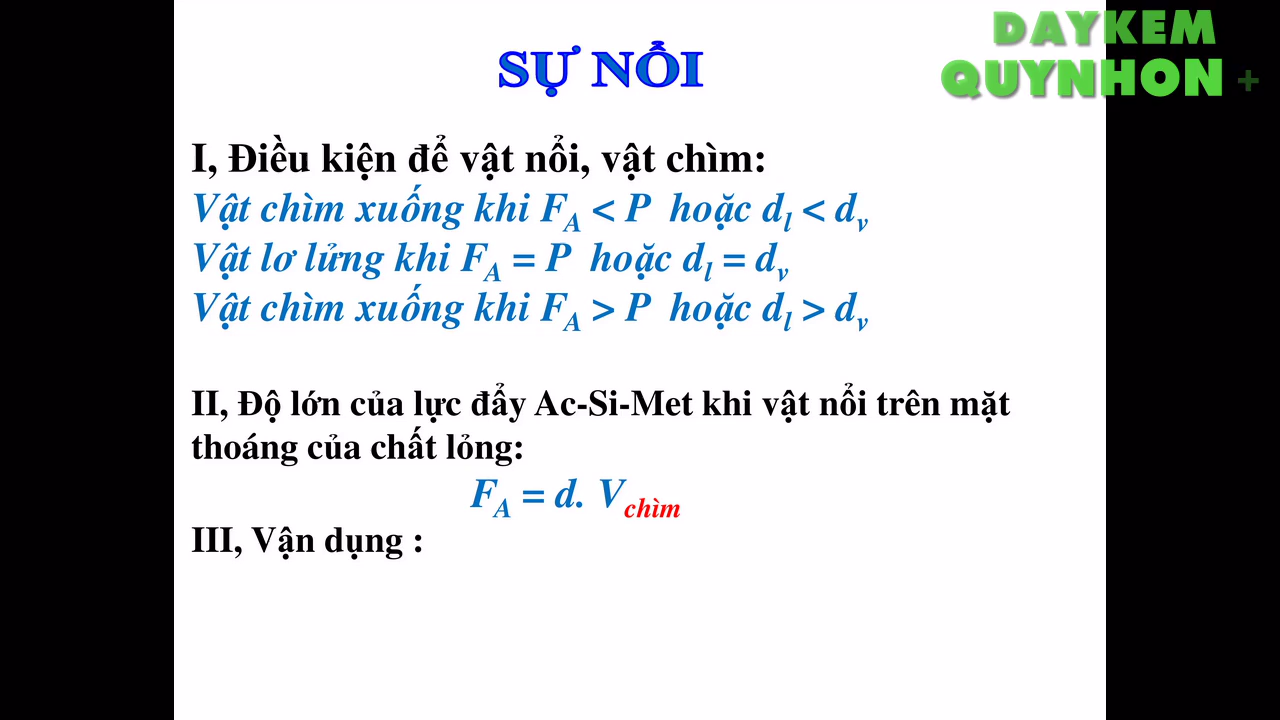 DAYKEM
QUYNHON +
SỰ NỔI
I, Điều kiện để vật nổi, vật chìm:
Vật chìm xuống khi FA < P hoặc dl < dv
Vật lơ lửng khi FA = P hoặc dl = dv
Vật chìm xuống khi FA > P hoặc dl > dv
II, Độ lớn của lực đẩy Ac-Si-Met khi vật nổi trên mặt
thoáng của chất lỏng:
FA = d. Vchìm
III, Vận dụng :